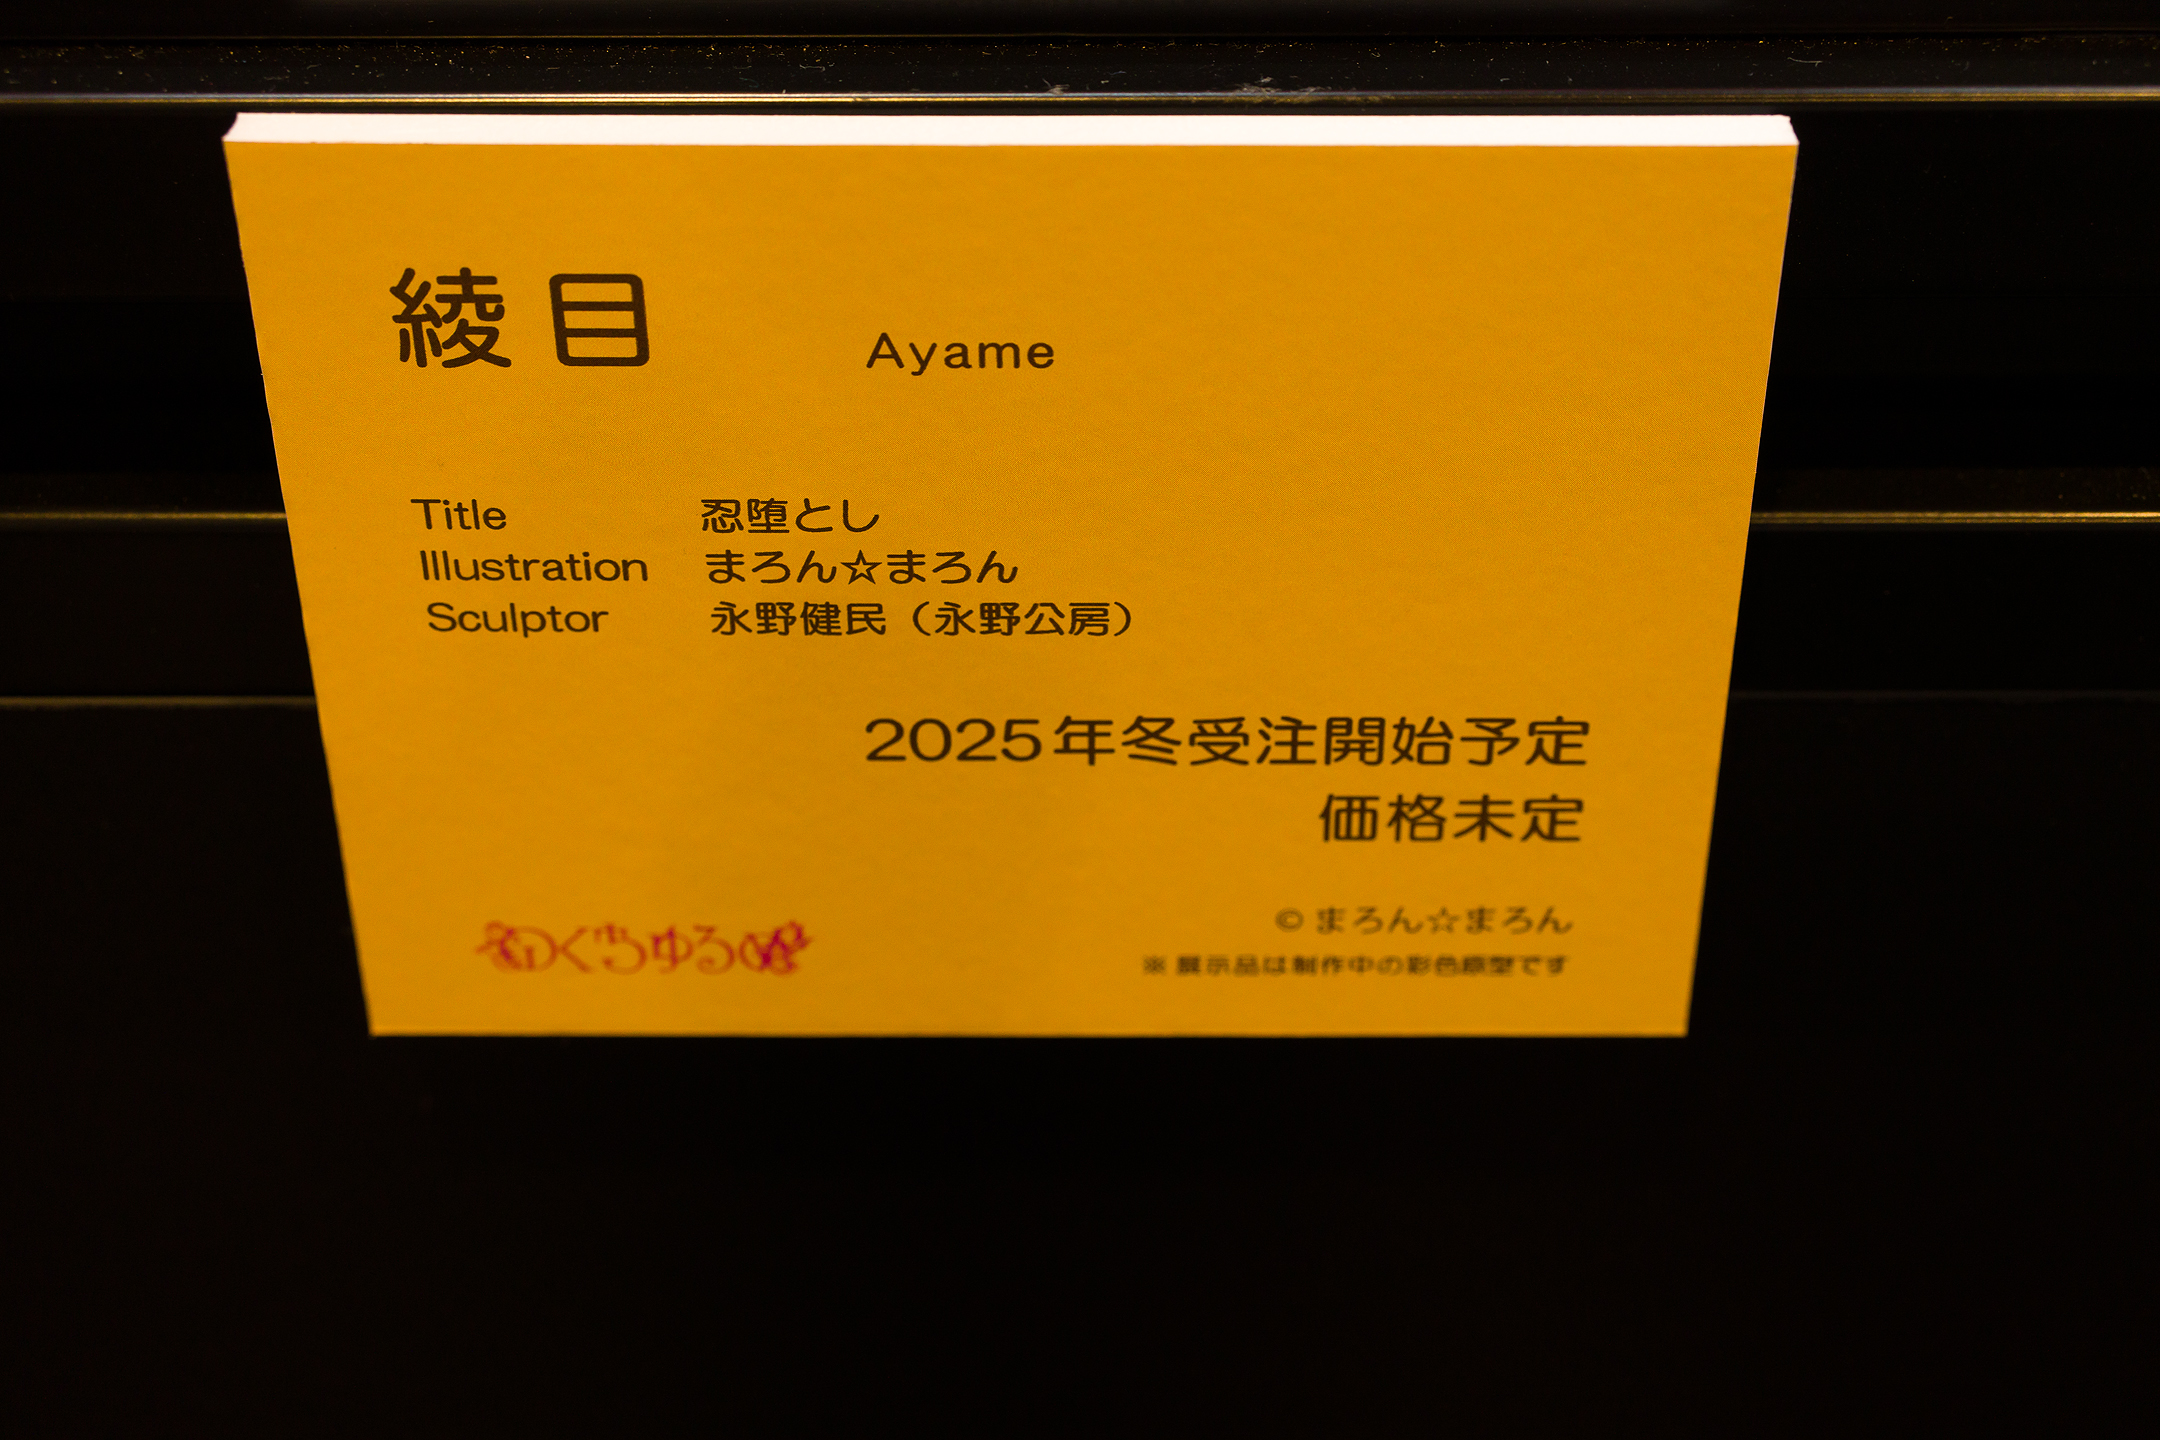 綾目 Ayame
Title 忍堕とし
Illustration まろん☆まろん
Sculptor 永野健民（永野公房）
2025年冬受注開始予定
価格未定
© まろん☆まろん
※ 展示品は制作中の彩色原型です